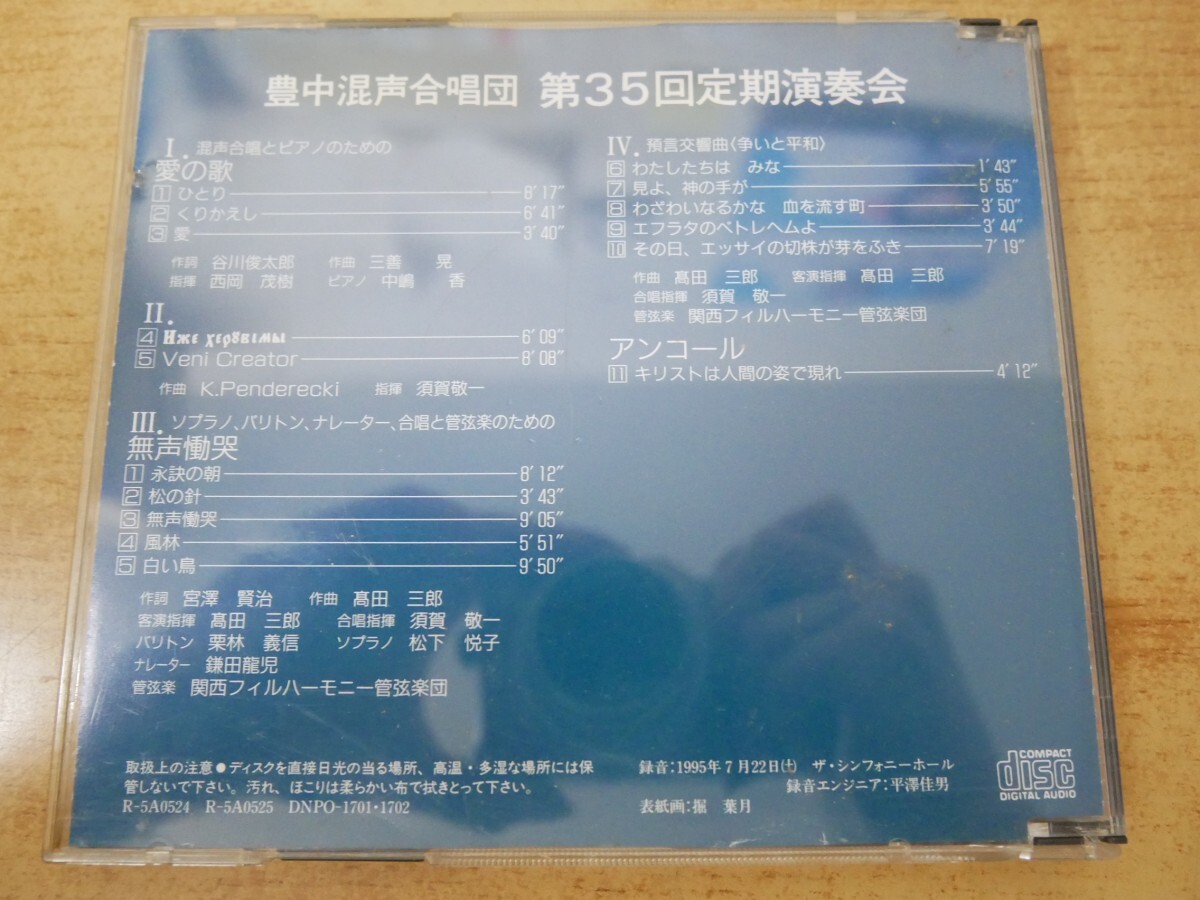 豊中混声合唱団 第35回定期演奏会
I. 混声合唱とピアノのための
愛の歌
1 ひとり 8'17"
2 くりかえし 6'41"
3 愛 3'40"
作詞 谷川俊太郎 作曲 三善 晃
指揮 西岡 茂樹 ピアノ 中嶋 香
II.
4 Иже херувимы 6'09"
5 Veni Creator 8'08"
作曲 K.Penderecki 指揮 須賀敬一
III. ソプラノ、バリトン、ナレーター、合唱と管弦楽のための
無声慟哭
1 永訣の朝 8'12"
2 松の針 3'43"
3 無声慟哭 9'05"
4 風林 5'51"
5 白い鳥 9'50"
作詞 宮澤 賢治 作曲 髙田 三郎
客演指揮 髙田 三郎 合唱指揮 須賀 敬一
バリトン 栗林 義信 ソプラノ 松下 悦子
ナレーター 鎌田龍児
管弦楽 関西フィルハーモニー管弦楽団
IV. 預言交響曲〈争いと平和〉
6 わたしたちは みな 1'43"
7 見よ、神の手が 5'55"
8 わざわいなるかな 血を流す町 3'50"
9 エフラタのベトレヘムよ 3'44"
10 その日、エッサイの切株が芽をふき 7'19"
作曲 髙田 三郎 客演指揮 髙田 三郎
合唱指揮 須賀 敬一
管弦楽 関西フィルハーモニー管弦楽団
アンコール
11 キリストは人間の姿で現れ 4'12"
取扱上の注意●ディスクを直接日光の当る場所、高温・多湿な場所には保
管しないで下さい。汚れ、ほこりは柔らかい布で拭きとって下さい。
R-5A0524 R-5A0525 DNPO-1701・1702
録音:1995年7月22日(土) ザ・シンフォニーホール
録音エンジニア:平澤佳男
表紙画:掘 葉月
COMPACT
disc
DIGITAL AUDIO